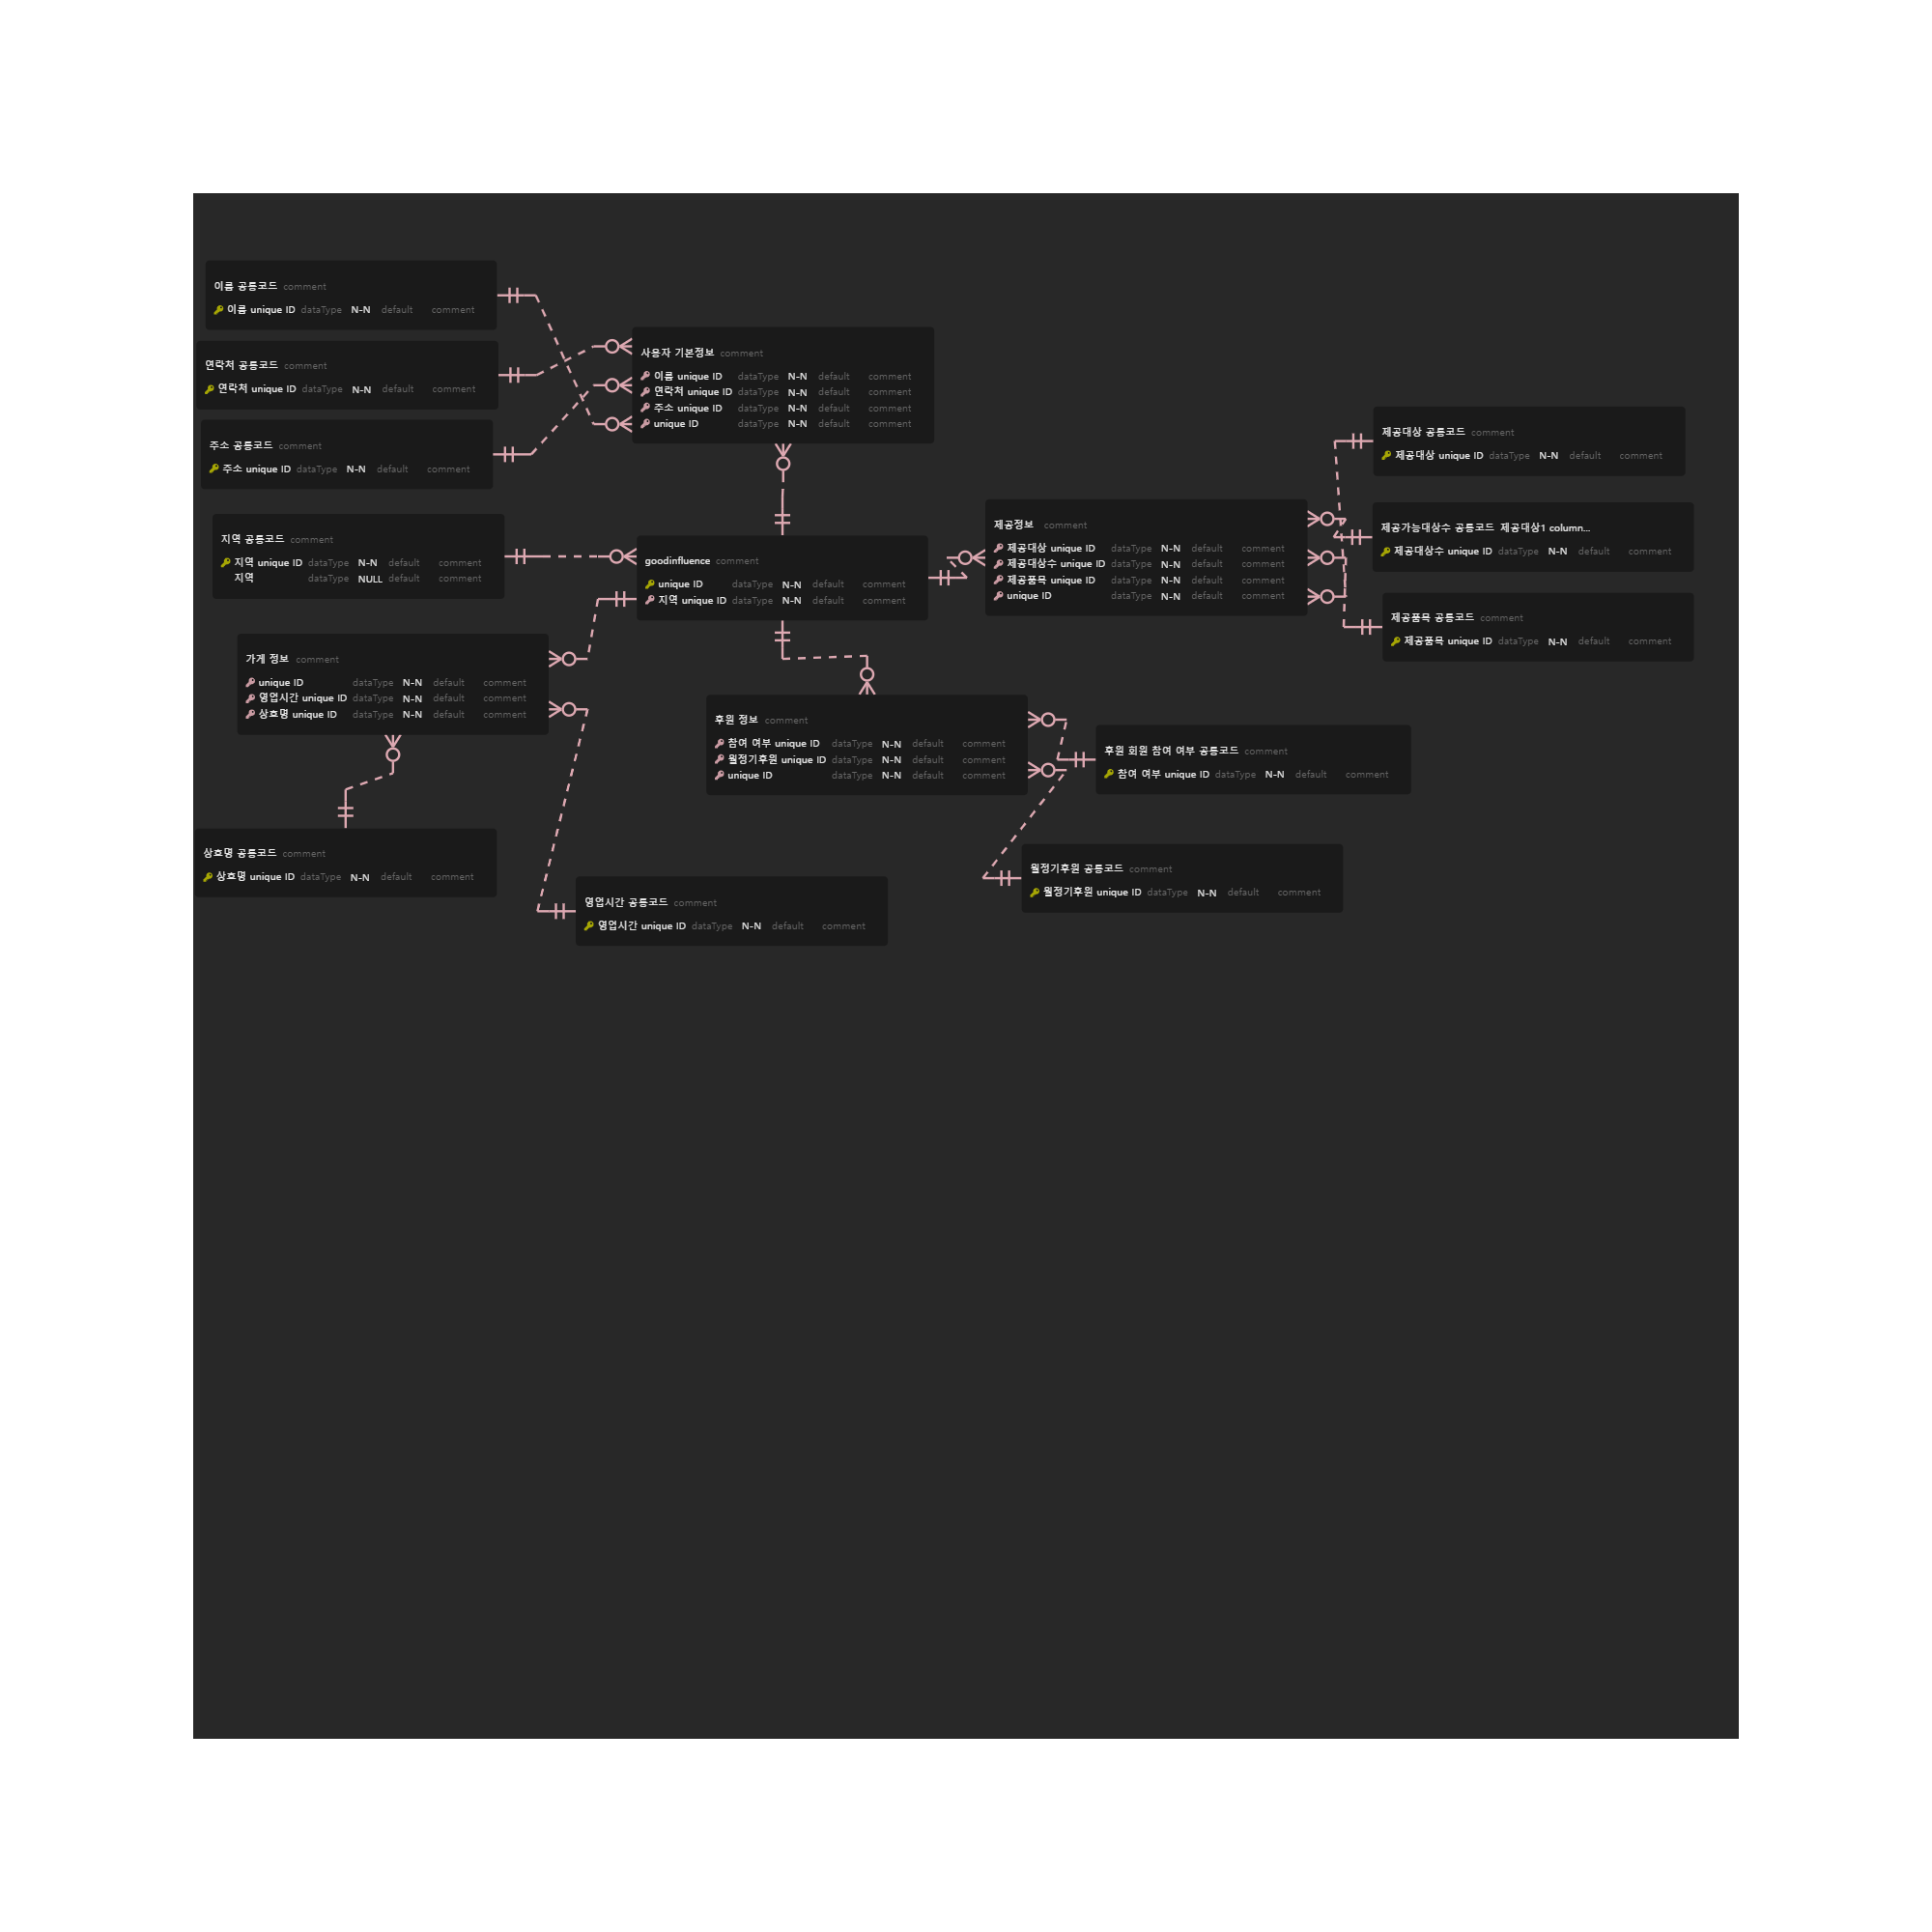 이름 공통코드 comment
이름 unique ID dataType N-N default comment
연락처 공통코드 comment
연락처 unique ID dataType N-N default comment
주소 공통코드 comment
주소 unique ID dataType N-N default comment
사용자 기본정보 comment
이름 unique ID dataType N-N default comment
연락처 unique ID dataType N-N default comment
주소 unique ID dataType N-N default comment
unique ID dataType N-N default comment
지역 공통코드 comment
지역 unique ID dataType N-N default comment
지역 dataType NULL default comment
goodinfluence comment
unique ID dataType N-N default comment
지역 unique ID dataType N-N default comment
제공정보 comment
제공대상 unique ID dataType N-N default comment
제공대상수 unique ID dataType N-N default comment
제공품목 unique ID dataType N-N default comment
unique ID dataType N-N default comment
제공대상 공통코드 comment
제공대상 unique ID dataType N-N default comment
제공가능대상수 공통코드 제공대상1 column...
제공대상수 unique ID dataType N-N default comment
제공품목 공통코드 comment
제공품목 unique ID dataType N-N default comment
가게 정보 comment
unique ID dataType N-N default comment
영업시간 unique ID dataType N-N default comment
상호명 unique ID dataType N-N default comment
후원 정보 comment
참여 여부 unique ID dataType N-N default comment
월정기후원 unique ID dataType N-N default comment
unique ID dataType N-N default comment
후원 회원 참여 여부 공통코드 comment
참여 여부 unique ID dataType N-N default comment
상호명 공통코드 comment
상호명 unique ID dataType N-N default comment
월정기후원 공통코드 comment
월정기후원 unique ID dataType N-N default comment
영업시간 공통코드 comment
영업시간 unique ID dataType N-N default comment